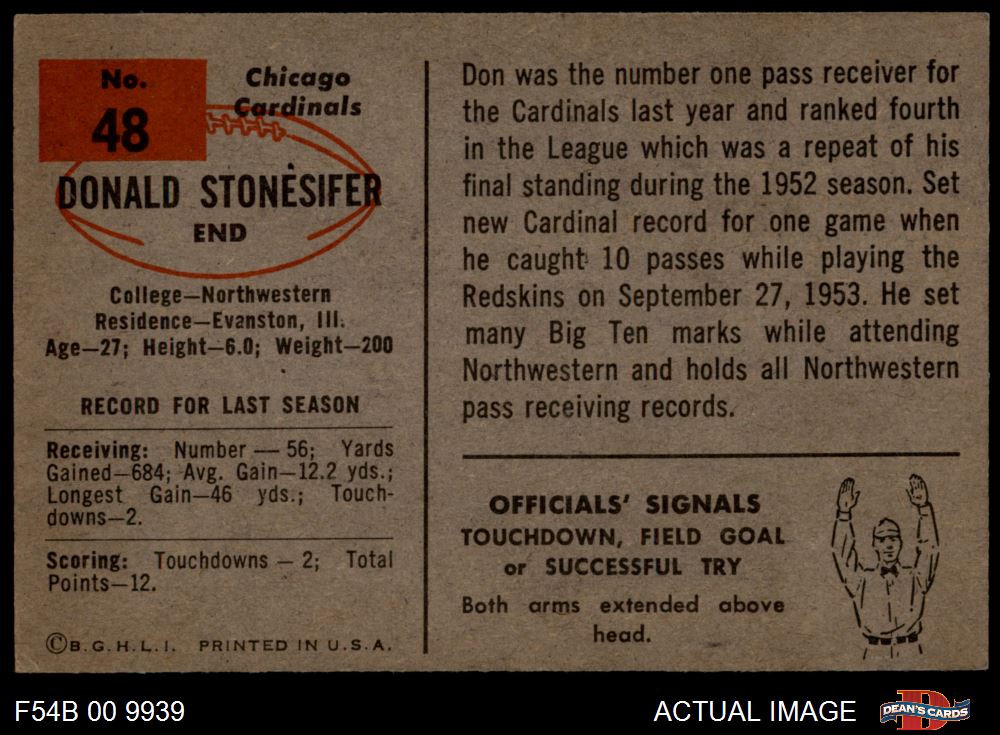 No.
48
Chicago
Cardinals
DONALD STONESIFER
END
College—Northwestern
Residence—Evanston, Ill.
Age—27; Height—6.0; Weight—200
RECORD FOR LAST SEASON
Receiving: Number — 56; Yards
Gained—684; Avg. Gain—12.2 yds.;
Longest Gain—46 yds.; Touch-
downs—2.
Scoring: Touchdowns — 2; Total
Points—12.
©B.G.H.L.I. PRINTED IN U.S.A.
Don was the number one pass receiver for
the Cardinals last year and ranked fourth
in the League which was a repeat of his
final standing during the 1952 season. Set
new Cardinal record for one game when
he caught 10 passes while playing the
Redskins on September 27, 1953. He set
many Big Ten marks while attending
Northwestern and holds all Northwestern
pass receiving records.
OFFICIALS' SIGNALS
TOUCHDOWN, FIELD GOAL
or SUCCESSFUL TRY
Both arms extended above
head.
F54B 00 9939
ACTUAL IMAGE
D
DEAN'S CARDS